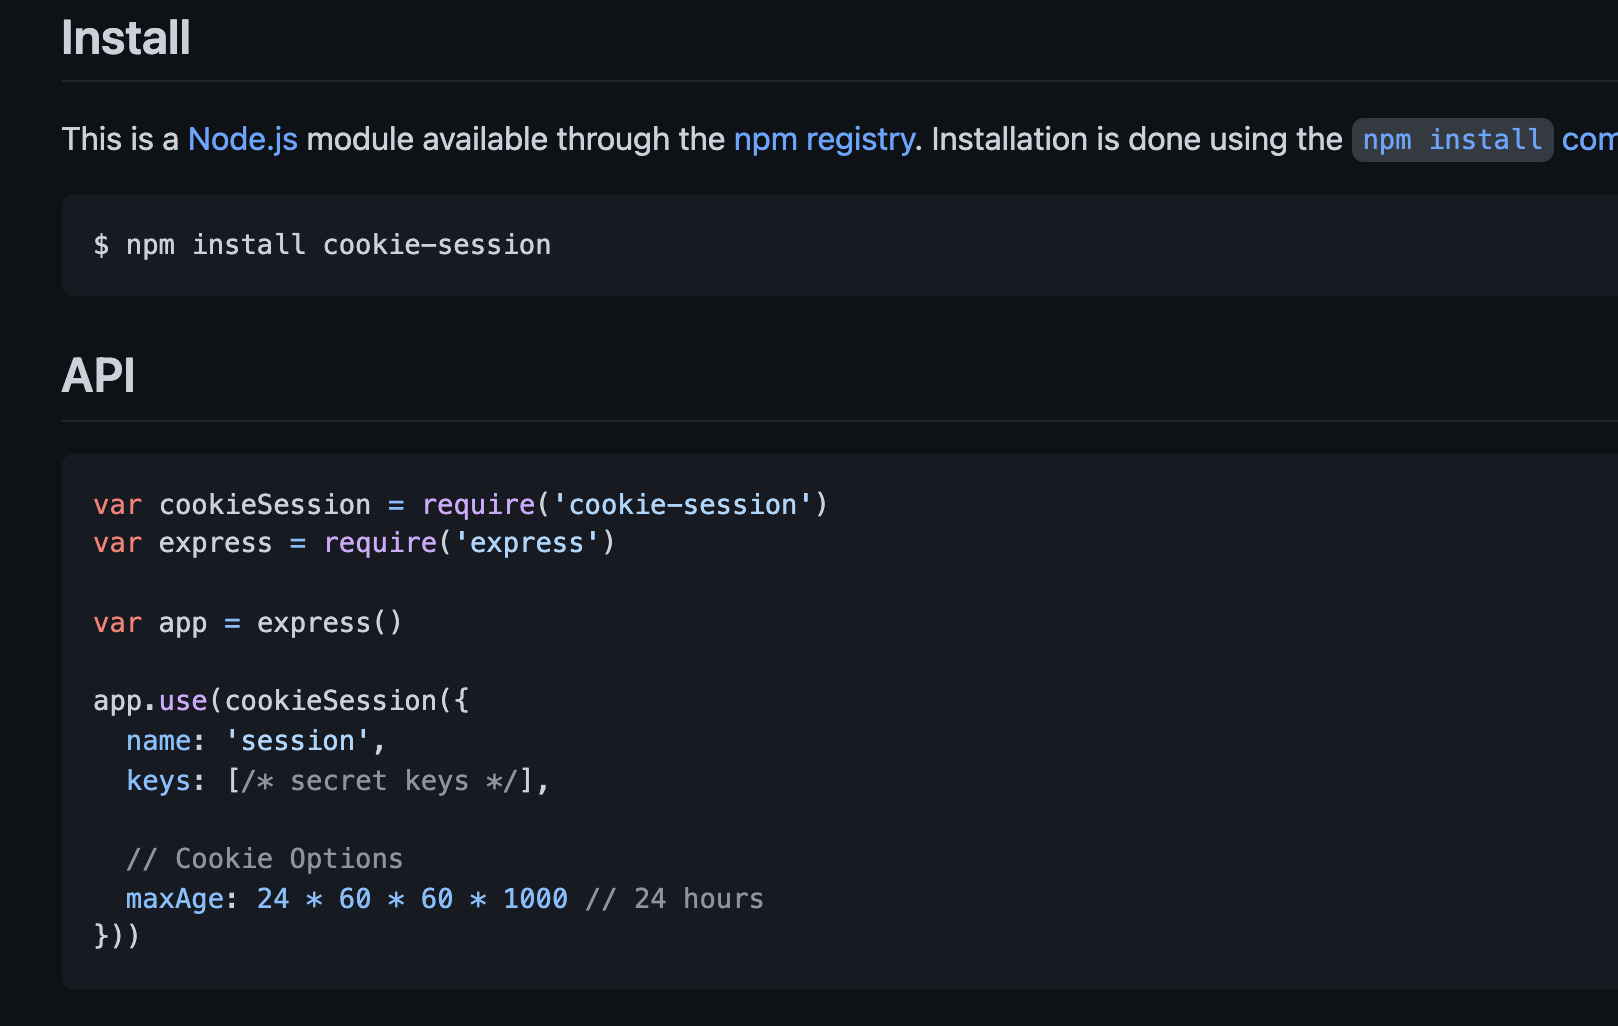 Install
This is a Node.js module available through the npm registry. Installation is done using the npm install
$ npm install cookie-session
API
var cookieSession = require('cookie-session')
var express = require('express')
var app = express()
app.use(cookieSession({
  name: 'session',
  keys: [/* secret keys */],
  // Cookie Options
  maxAge: 24 * 60 * 60 * 1000 // 24 hours
}))